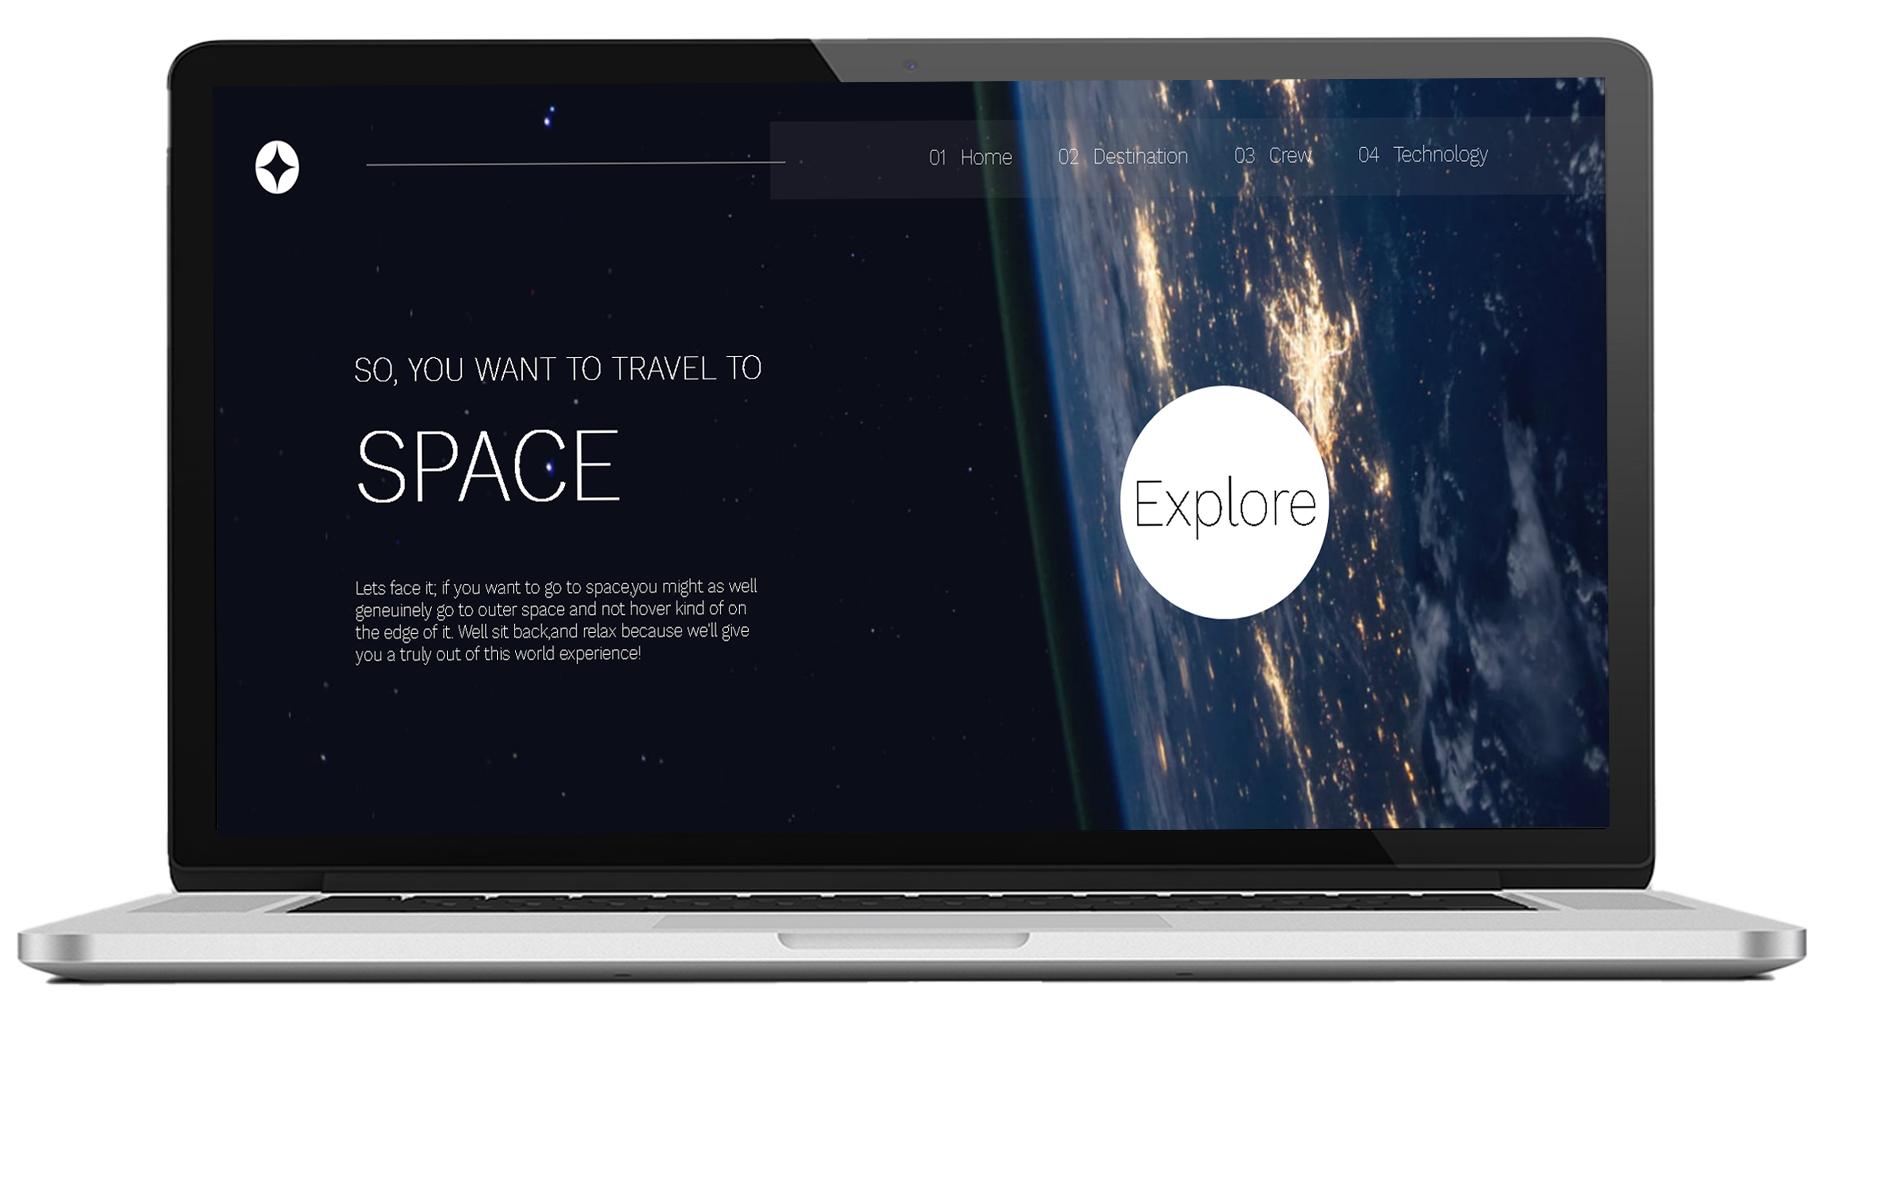 01 Home 02 Destination 03 Crew 04 Technology
SO, YOU WANT TO TRAVEL TO
SPACE
Explore
Lets face it; if you want to go to space,you might as well
geneuinely go to outer space and not hover kind of on
the edge of it. Well sit back,and relax because we'll give
you a truly out of this world experience!